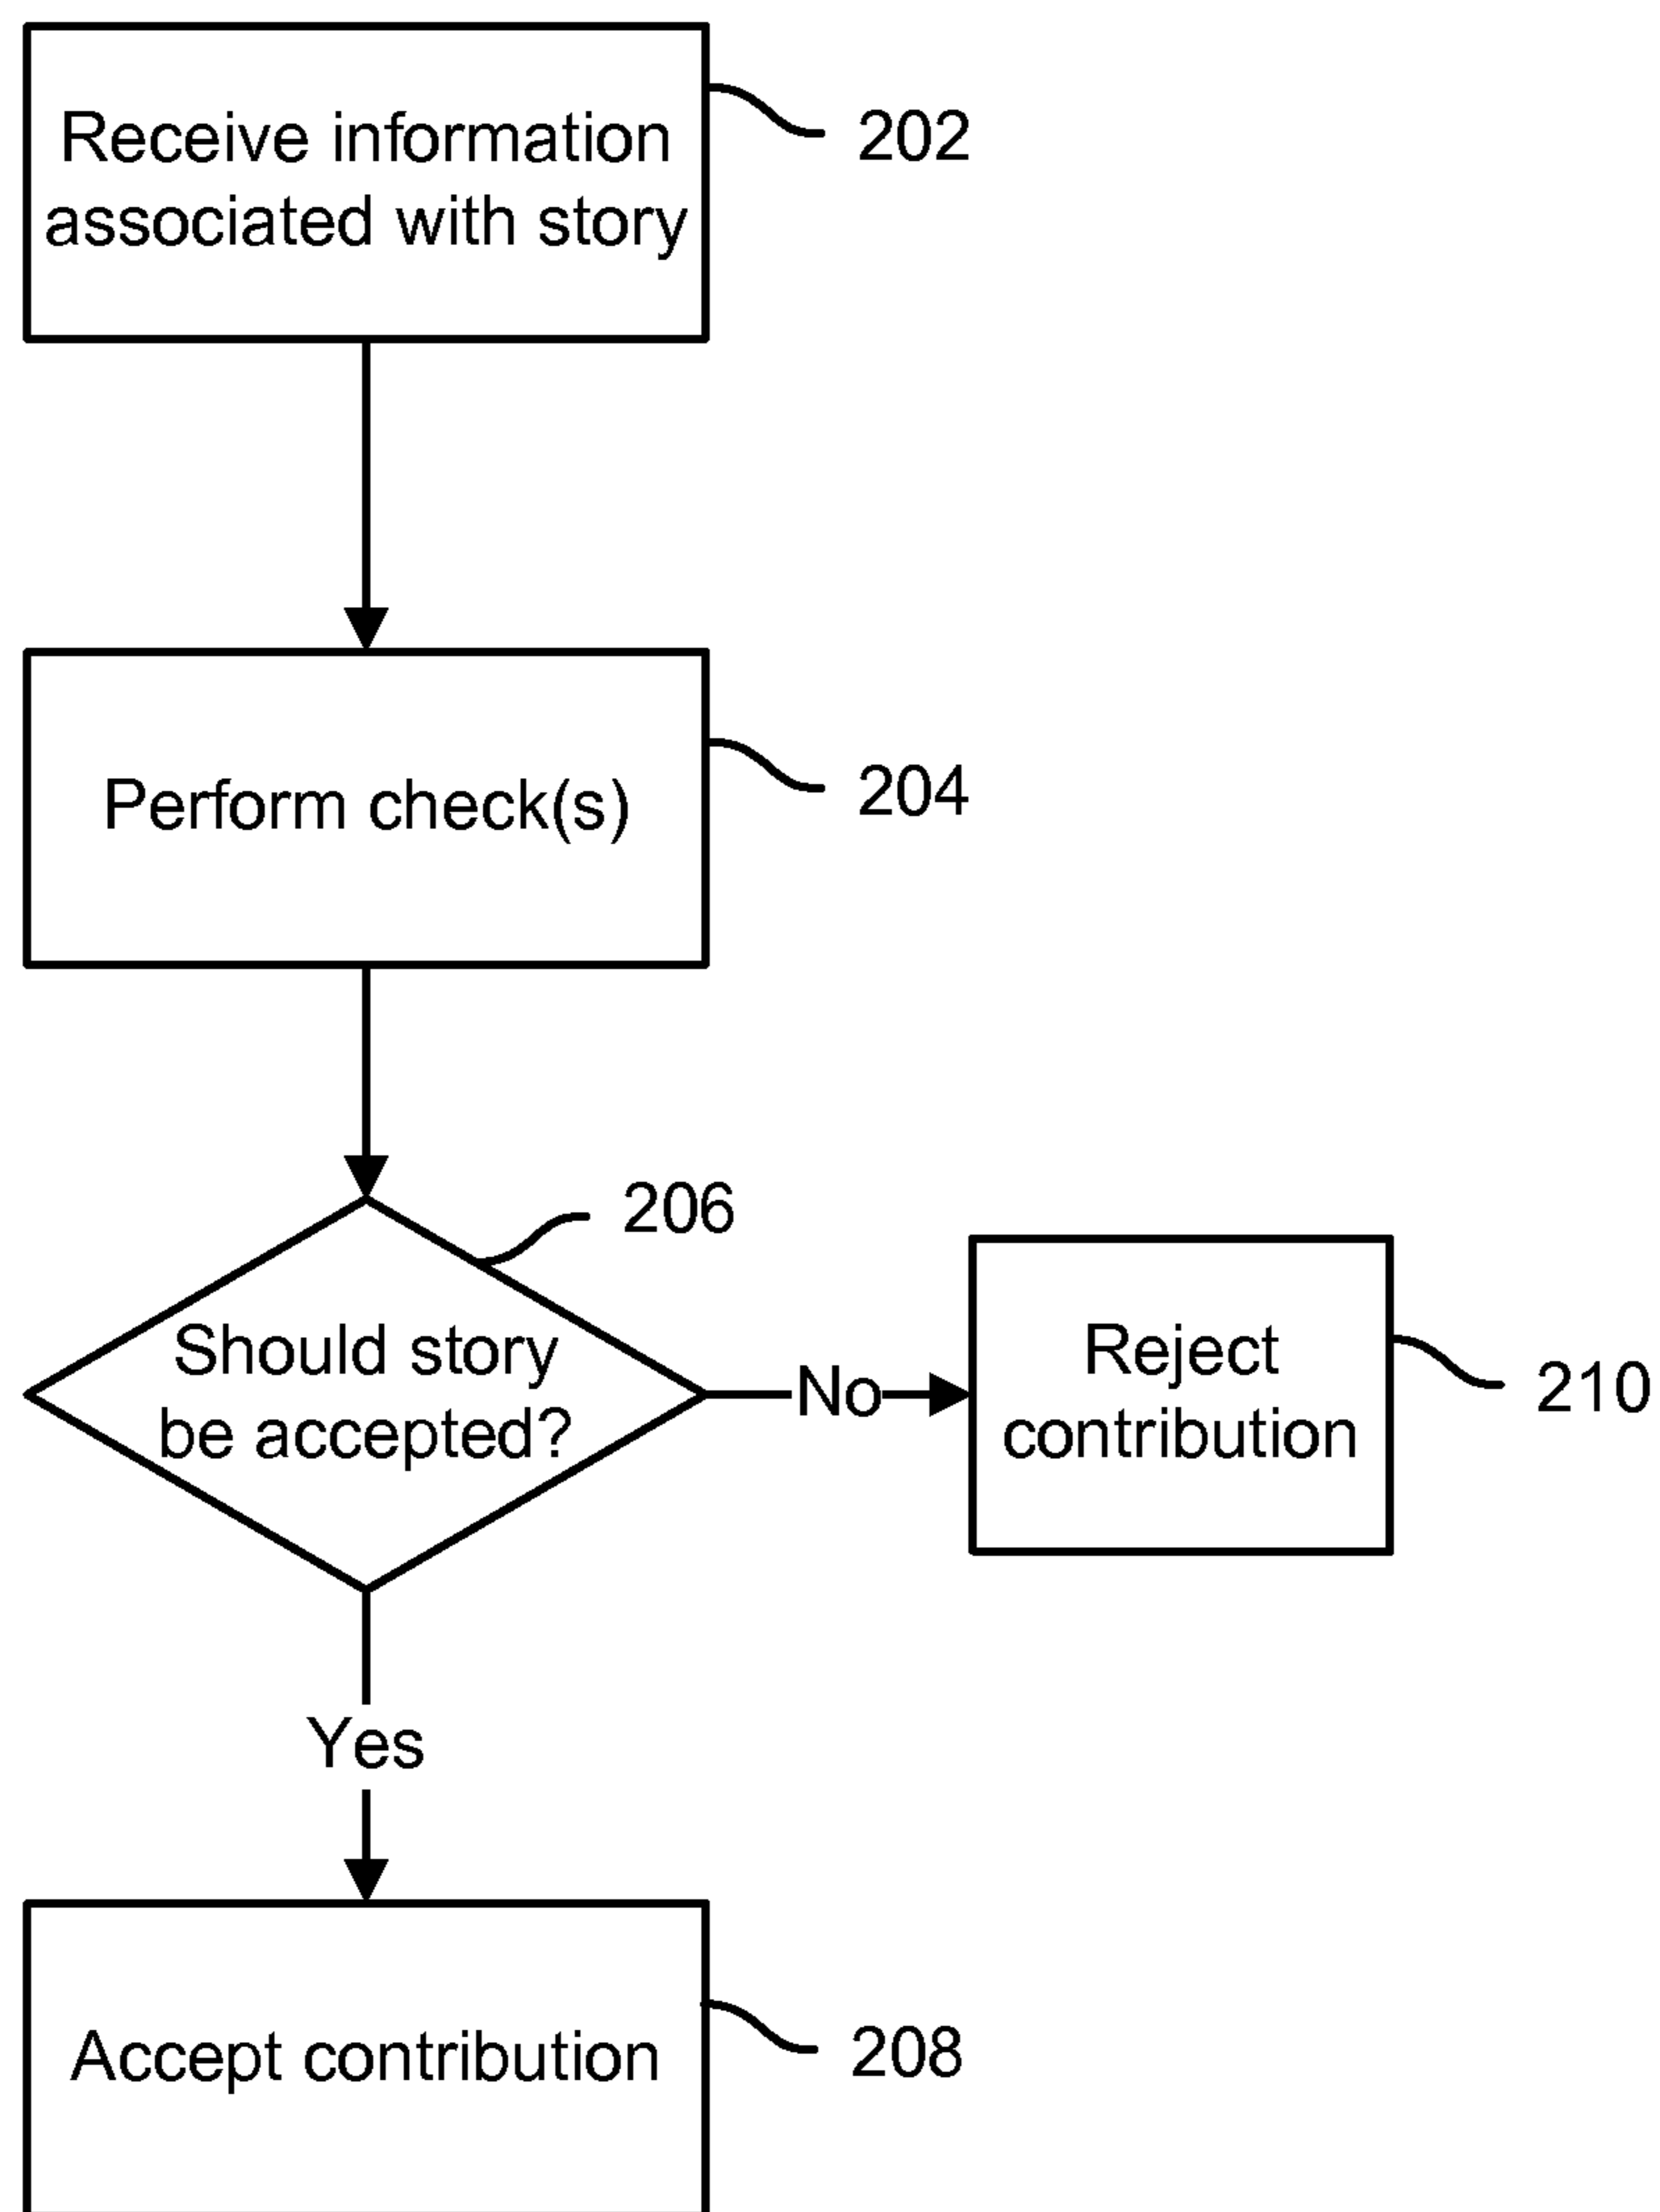 Receive information
associated with story
202
Perform check(s)
204
206
Should story
be accepted?
No
Reject
contribution
210
Yes
Accept contribution
208